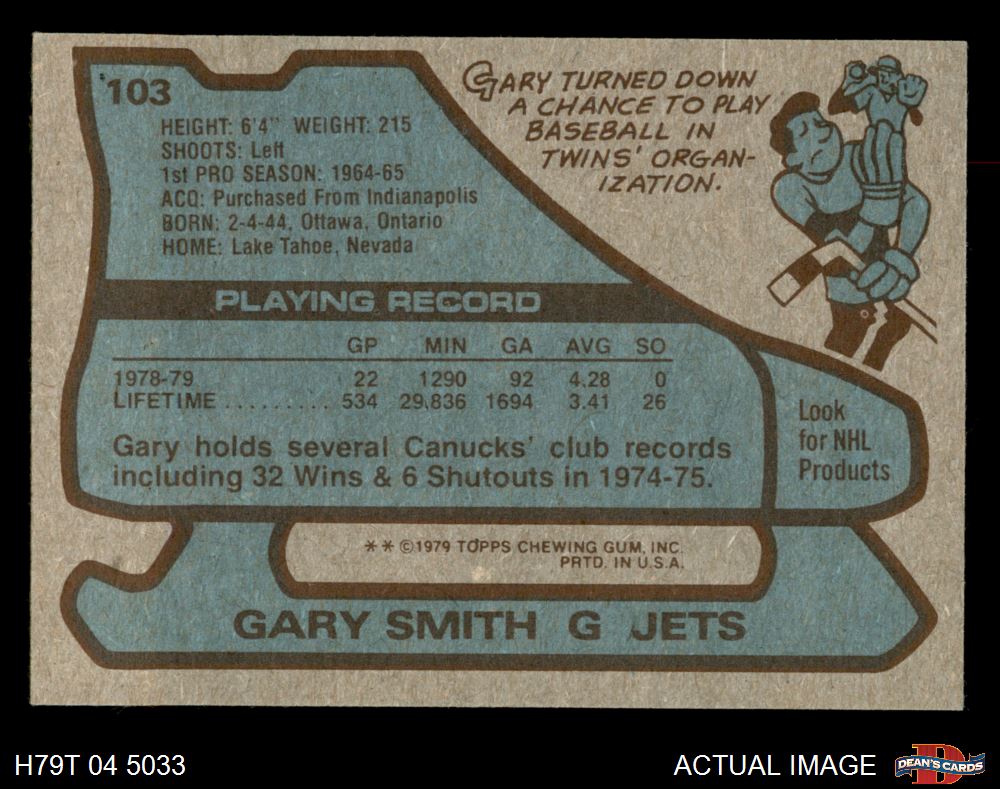 103
HEIGHT: 6'4" WEIGHT: 215
SHOOTS: Left
1st PRO SEASON: 1964-65
ACQ: Purchased From Indianapolis
BORN: 2-4-44, Ottawa, Ontario
HOME: Lake Tahoe, Nevada
GARY TURNED DOWN
A CHANCE TO PLAY
BASEBALL IN
TWINS' ORGAN-
IZATION.
PLAYING RECORD
GP MIN GA AVG SO
1978-79 22 1290 92 4.28 0
LIFETIME .......... 534 29,836 1694 3.41 26
Gary holds several Canucks' club records
including 32 Wins & 6 Shutouts in 1974-75.
Look
for NHL
Products
** ©1979 TOPPS CHEWING GUM, INC.
PRTD. IN U.S.A.
GARY SMITH G JETS
H79T 04 5033
ACTUAL IMAGE
D
DEAN'S CARDS